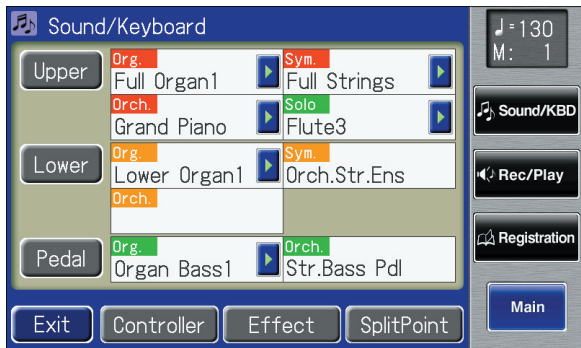 Sound/Keyboard
♩=130
M: 1
Upper
Org. Sym.
Full Organ1 Full Strings
Orch. Solo
Grand Piano Flute3
Sound/KBD
Lower
Org. Sym.
Lower Organ1 Orch.Str.Ens
Orch.
Rec/Play
Pedal
Org. Orch.
Organ Bass1 Str.Bass Pdl
Registration
Exit Controller Effect SplitPoint
Main